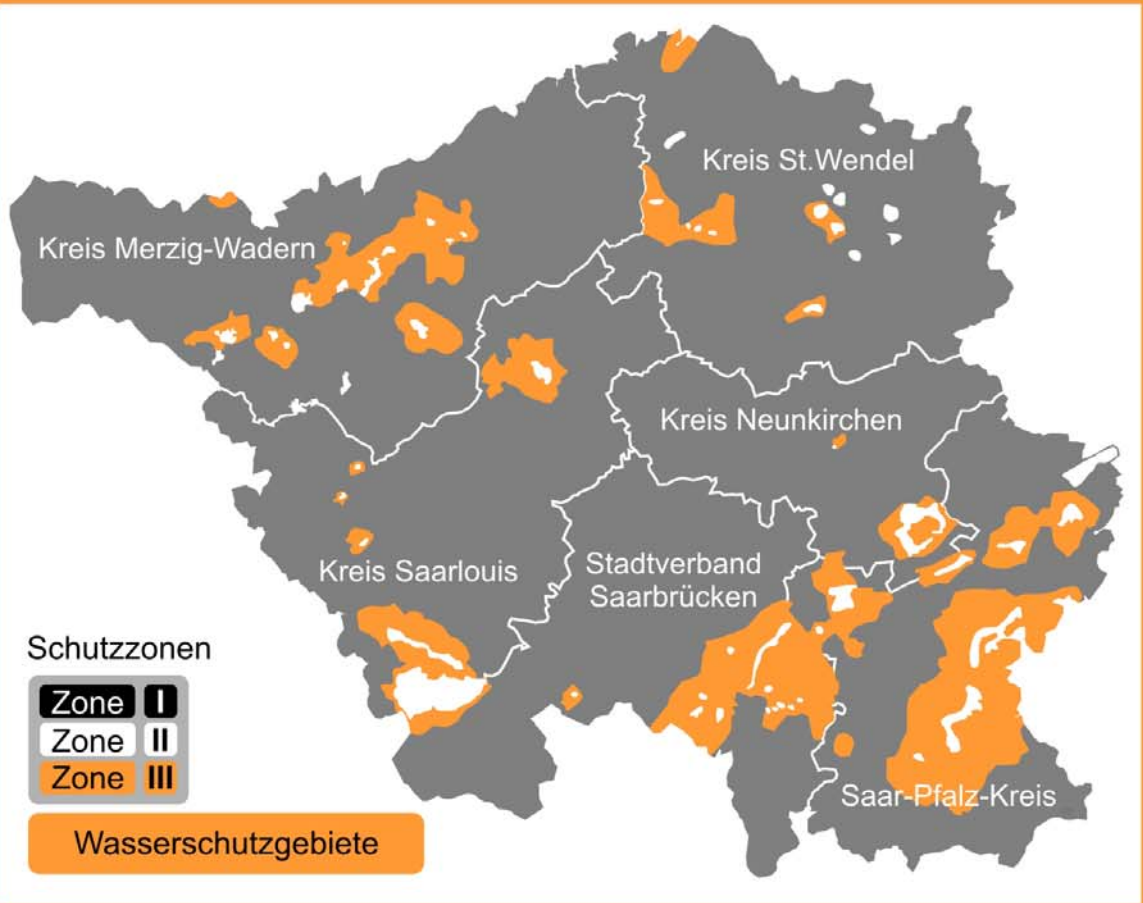 Kreis St.Wendel
Kreis Merzig-Wadern
Kreis Neunkirchen
Stadtverband
Saarbrücken
Kreis Saarlouis
Saar-Pfalz-Kreis
Schutzzonen
Zone I
Zone II
Zone III
Wasserschutzgebiete